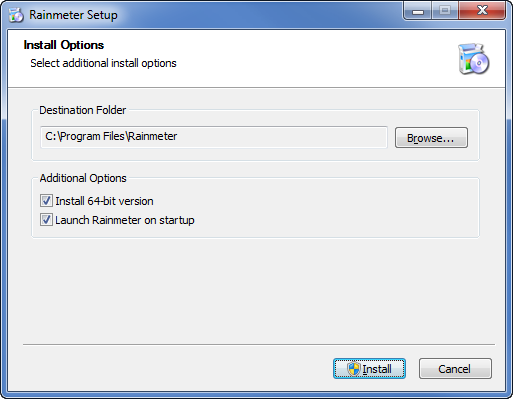 Rainmeter Setup
Install Options
Select additional install options
Destination Folder
C:\Program Files\Rainmeter
Browse...
Additional Options
Install 64-bit version
Launch Rainmeter on startup
Install
Cancel